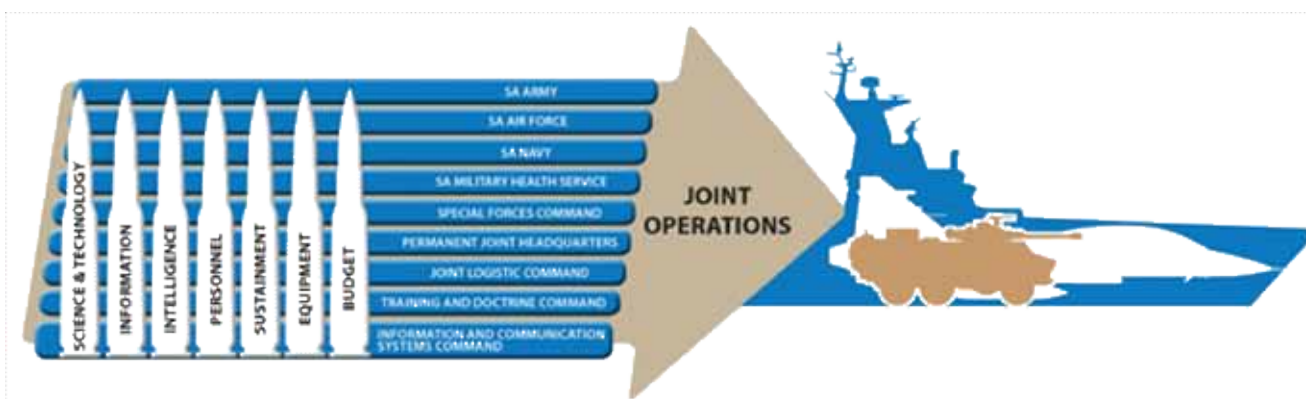 SA ARMY
SA AIR FORCE
SA NAVY
SA MILITARY HEALTH SERVICE
SPECIAL FORCES COMMAND
PERMANENT JOINT HEADQUARTERS
JOINT LOGISTIC COMMAND
TRAINING AND DOCTRINE COMMAND
INFORMATION AND COMMUNICATION
SYSTEMS COMMAND
SCIENCE & TECHNOLOGY
INFORMATION
INTELLIGENCE
PERSONNEL
SUSTAINMENT
EQUIPMENT
BUDGET
JOINT
OPERATIONS